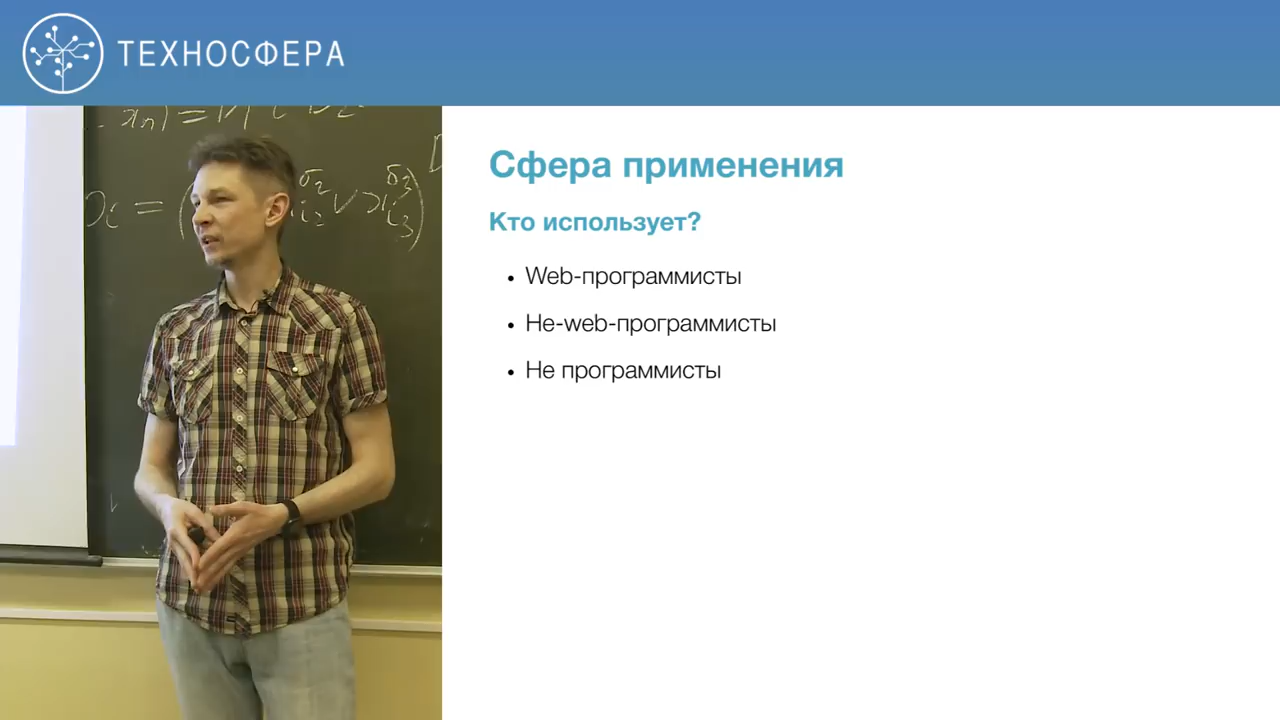 ТЕХНОСФЕРА
Сфера применения
Кто использует?
• Web-программисты
• Не-web-программисты
• Не программисты